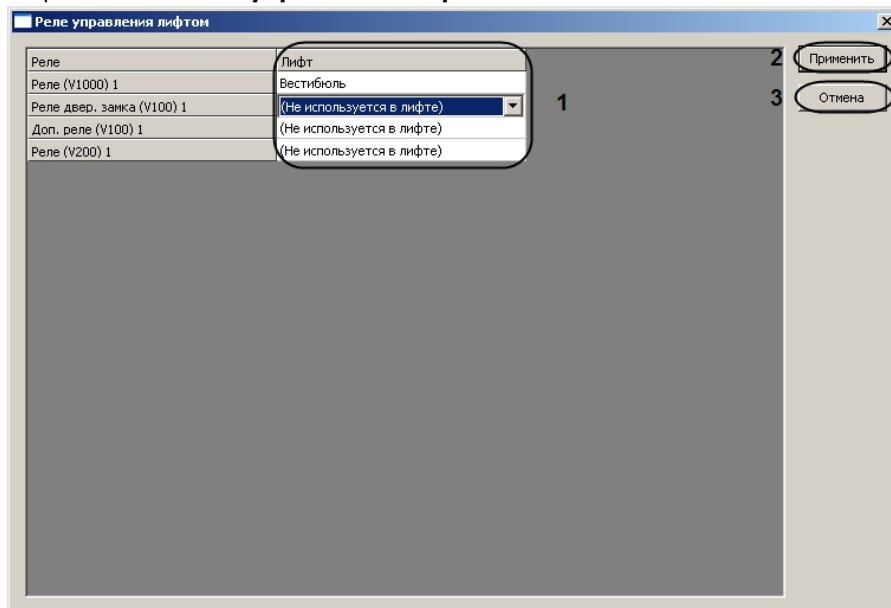 Реле управления лифтом
Реле Лифт 2 Применить
Реле (V1000) 1 Вестибюль
Реле двер. замка (V100) 1 (Не используется в лифте) 1 3 Отмена
Доп. реле (V100) 1 (Не используется в лифте)
Реле (V200) 1 (Не используется в лифте)